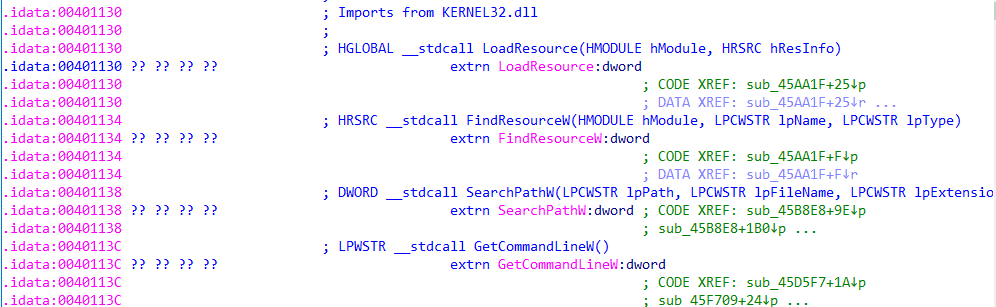 .idata:00401130 ; Imports from KERNEL32.dll
.idata:00401130 ;
.idata:00401130 ; HGLOBAL __stdcall LoadResource(HMODULE hModule, HRSRC hResInfo)
.idata:00401130 ?? ?? ?? ?? extrn LoadResource:dword
.idata:00401130 ; CODE XREF: sub_45AA1F+25↓p
.idata:00401130 ; DATA XREF: sub_45AA1F+25↓r ...
.idata:00401134 ; HRSRC __stdcall FindResourceW(HMODULE hModule, LPCWSTR lpName, LPCWSTR lpType)
.idata:00401134 ?? ?? ?? ?? extrn FindResourceW:dword
.idata:00401134 ; CODE XREF: sub_45AA1F+F↓p
.idata:00401134 ; DATA XREF: sub_45AA1F+F↓r
.idata:00401138 ; DWORD __stdcall SearchPathW(LPCWSTR lpPath, LPCWSTR lpFileName, LPCWSTR lpExtensio
.idata:00401138 ?? ?? ?? ?? extrn SearchPathW:dword ; CODE XREF: sub_45B8E8+9E↓p
.idata:00401138 ; sub_45B8E8+1B0↓p ...
.idata:0040113C ; LPWSTR __stdcall GetCommandLineW()
.idata:0040113C ?? ?? ?? ?? extrn GetCommandLineW:dword
.idata:0040113C ; CODE XREF: sub_45D5F7+1A↓p
.idata:0040113C ; sub_45F709+24↓p ...